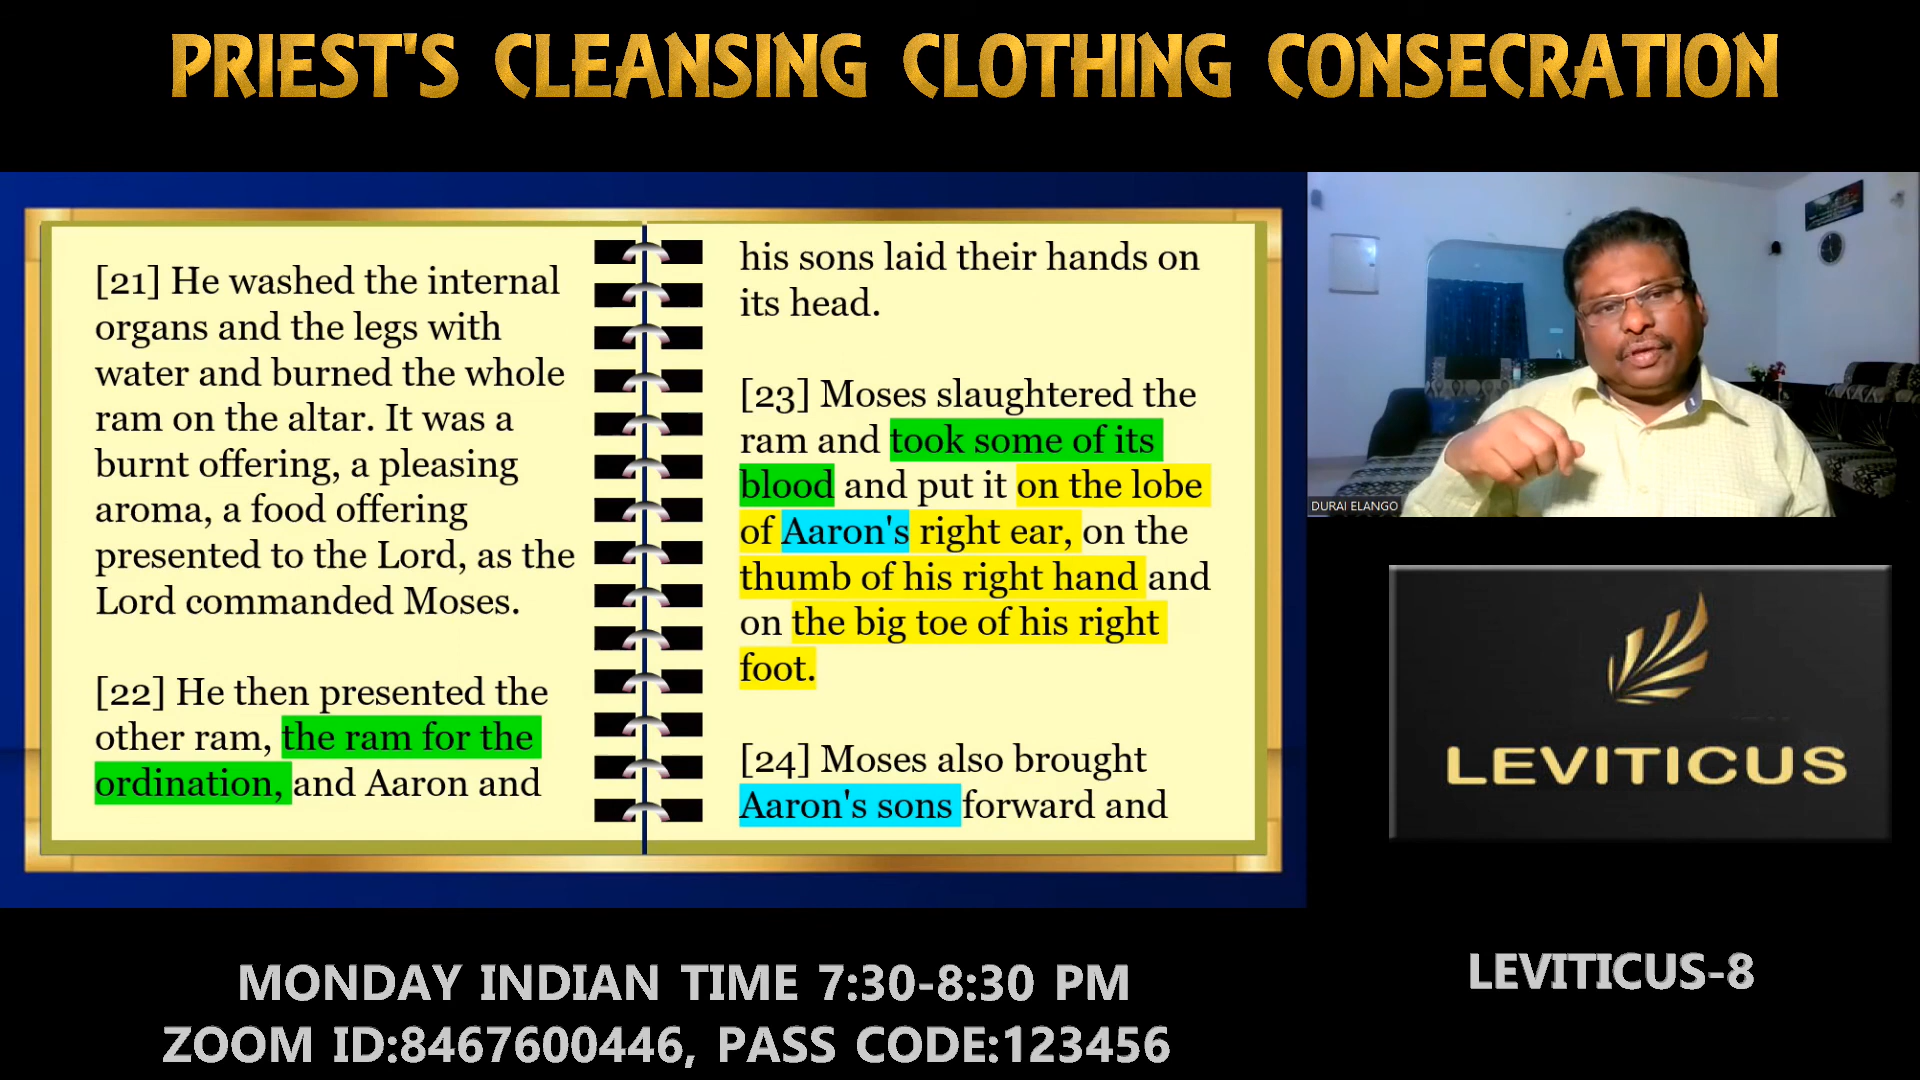 PRIEST'S CLEANSING CLOTHING CONSECRATION
[21] He washed the internal
organs and the legs with
water and burned the whole
ram on the altar. It was a
burnt offering, a pleasing
aroma, a food offering
presented to the Lord, as the
Lord commanded Moses.
[22] He then presented the
other ram, the ram for the
ordination, and Aaron and
his sons laid their hands on
its head.
[23] Moses slaughtered the
ram and took some of its
blood and put it on the lobe
of Aaron's right ear, on the
thumb of his right hand and
on the big toe of his right
foot.
[24] Moses also brought
Aaron's sons forward and
DURAI ELANGO
LEVITICUS
LEVITICUS-8
MONDAY INDIAN TIME 7:30-8:30 PM
ZOOM ID:8467600446, PASS CODE:123456